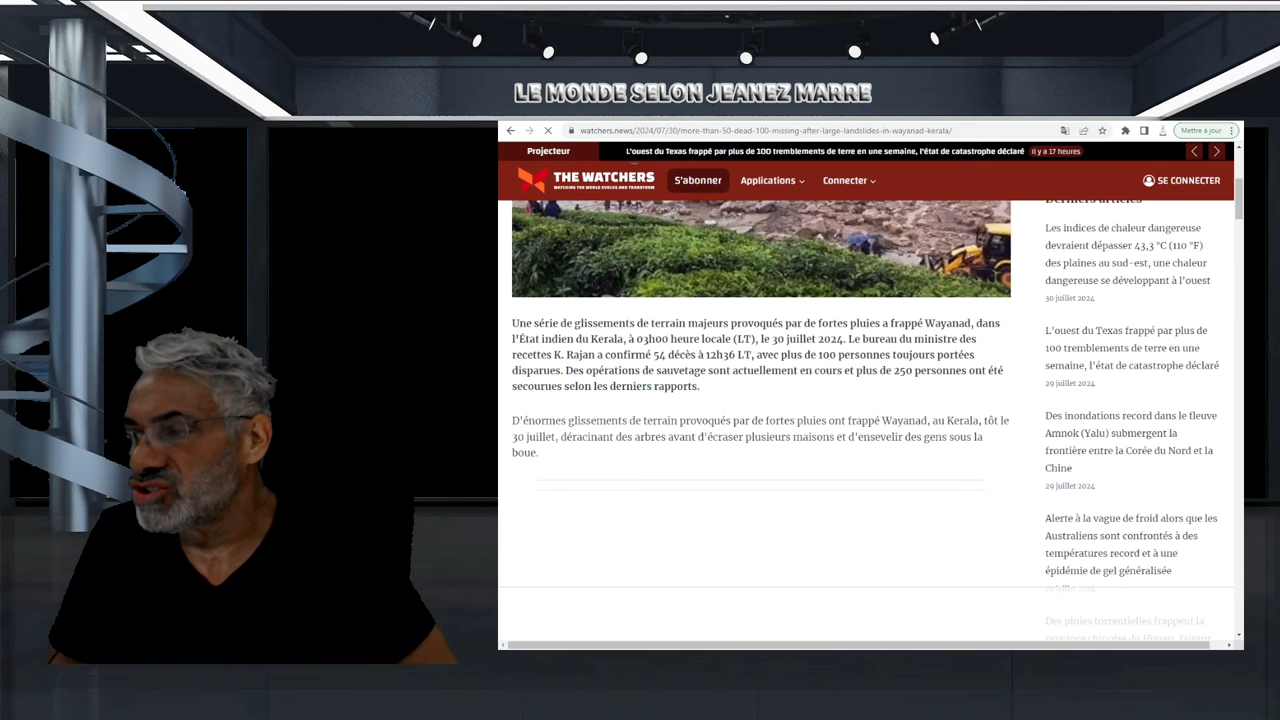 LE MONDE SELON JEANEZ MARRE
watchers.news/2024/07/30/more-than-50-dead-100-missing-after-large-landslides-in-wayanad-kerala/
Mettre à jour
Projecteur
L'ouest du Texas frappé par plus de 100 tremblements de terre en une semaine, l'état de catastrophe déclaré
Il y a 17 heures
THE WATCHERS
WATCHING THE WORLD EVOLVE AND TRANSFORM
S'abonner
Applications
Connecter
SE CONNECTER
Une série de glissements de terrain majeurs provoqués par de fortes pluies a frappé Wayanad, dans
l'État indien du Kerala, à 03h00 heure locale (LT), le 30 juillet 2024. Le bureau du ministre des
recettes K. Rajan a confirmé 54 décès à 12h36 LT, avec plus de 100 personnes toujours portées
disparues. Des opérations de sauvetage sont actuellement en cours et plus de 250 personnes ont été
secourues selon les derniers rapports.
D'énormes glissements de terrain provoqués par de fortes pluies ont frappé Wayanad, au Kerala, tôt le
30 juillet, déracinant des arbres avant d'écraser plusieurs maisons et d'ensevelir des gens sous la
boue.
Derniers articles
Les indices de chaleur dangereuse
devraient dépasser 43,3 °C (110 °F)
des plaines au sud-est, une chaleur
dangereuse se développant à l'ouest
30 juillet 2024
L'ouest du Texas frappé par plus de
100 tremblements de terre en une
semaine, l'état de catastrophe déclaré
29 juillet 2024
Des inondations record dans le fleuve
Amnok (Yalu) submergent la
frontière entre la Corée du Nord et la
Chine
29 juillet 2024
Alerte à la vague de froid alors que les
Australiens sont confrontés à des
températures record et à une
épidémie de gel généralisée
juillet 2024
Des pluies torrentielles frappent la
province chinoise du Hunan, faisant